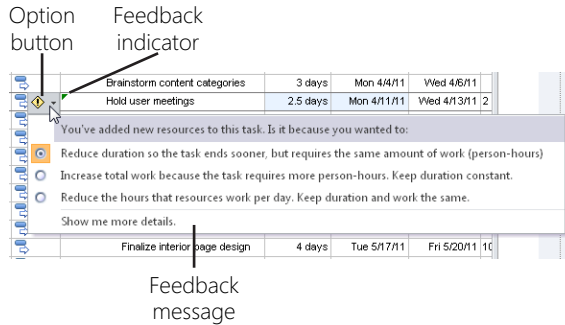 Option
button
Feedback
indicator
Brainstorm content categories 3 days Mon 4/4/11 Wed 4/6/11
Hold user meetings 2.5 days Mon 4/11/11 Wed 4/13/11 2
You've added new resources to this task. Is it because you wanted to:
Reduce duration so the task ends sooner, but requires the same amount of work (person-hours)
Increase total work because the task requires more person-hours. Keep duration constant.
Reduce the hours that resources work per day. Keep duration and work the same.
Show me more details.
Finalize interior page design 4 days Tue 5/17/11 Fri 5/20/11 10
Feedback
message